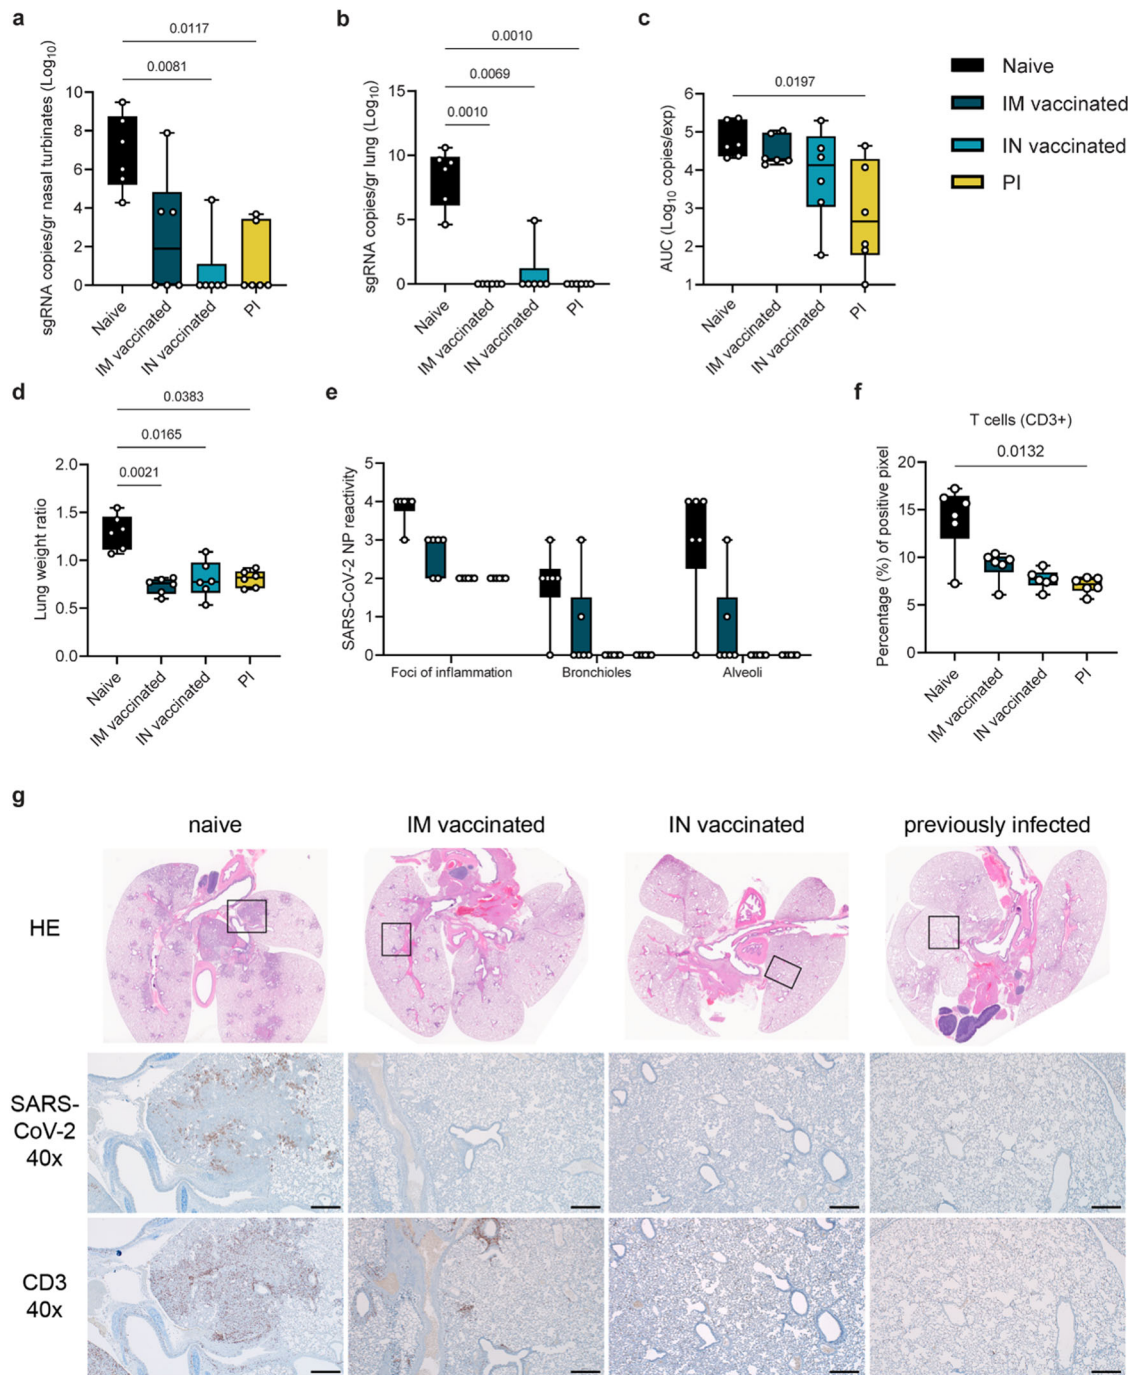 a
sgRNA copies/gr nasal turbinates (Log10)
0.0117
0.0081
10
8
6
4
2
0
Naive
IM vaccinated
IN vaccinated
PI
b
sgRNA copies/gr lung (Log10)
0.0010
0.0069
0.0010
15
10
5
0
Naive
IM vaccinated
IN vaccinated
PI
c
AUC (Log10 copies/exp)
0.0197
6
5
4
3
2
1
Naive
IM vaccinated
IN vaccinated
PI
Naive
IM vaccinated
IN vaccinated
PI
d
Lung weight ratio
0.0383
0.0165
0.0021
2.0
1.5
1.0
0.5
0.0
Naive
IM vaccinated
IN vaccinated
PI
e
SARS-CoV-2 NP reactivity
5
4
3
2
1
0
Foci of inflammation
Bronchioles
Alveoli
f
T cells (CD3+)
Percentage (%) of positive pixel
0.0132
20
15
10
5
0
Naive
IM vaccinated
IN vaccinated
PI
g
naive
IM vaccinated
IN vaccinated
previously infected
HE
SARS-
CoV-2
40x
CD3
40x